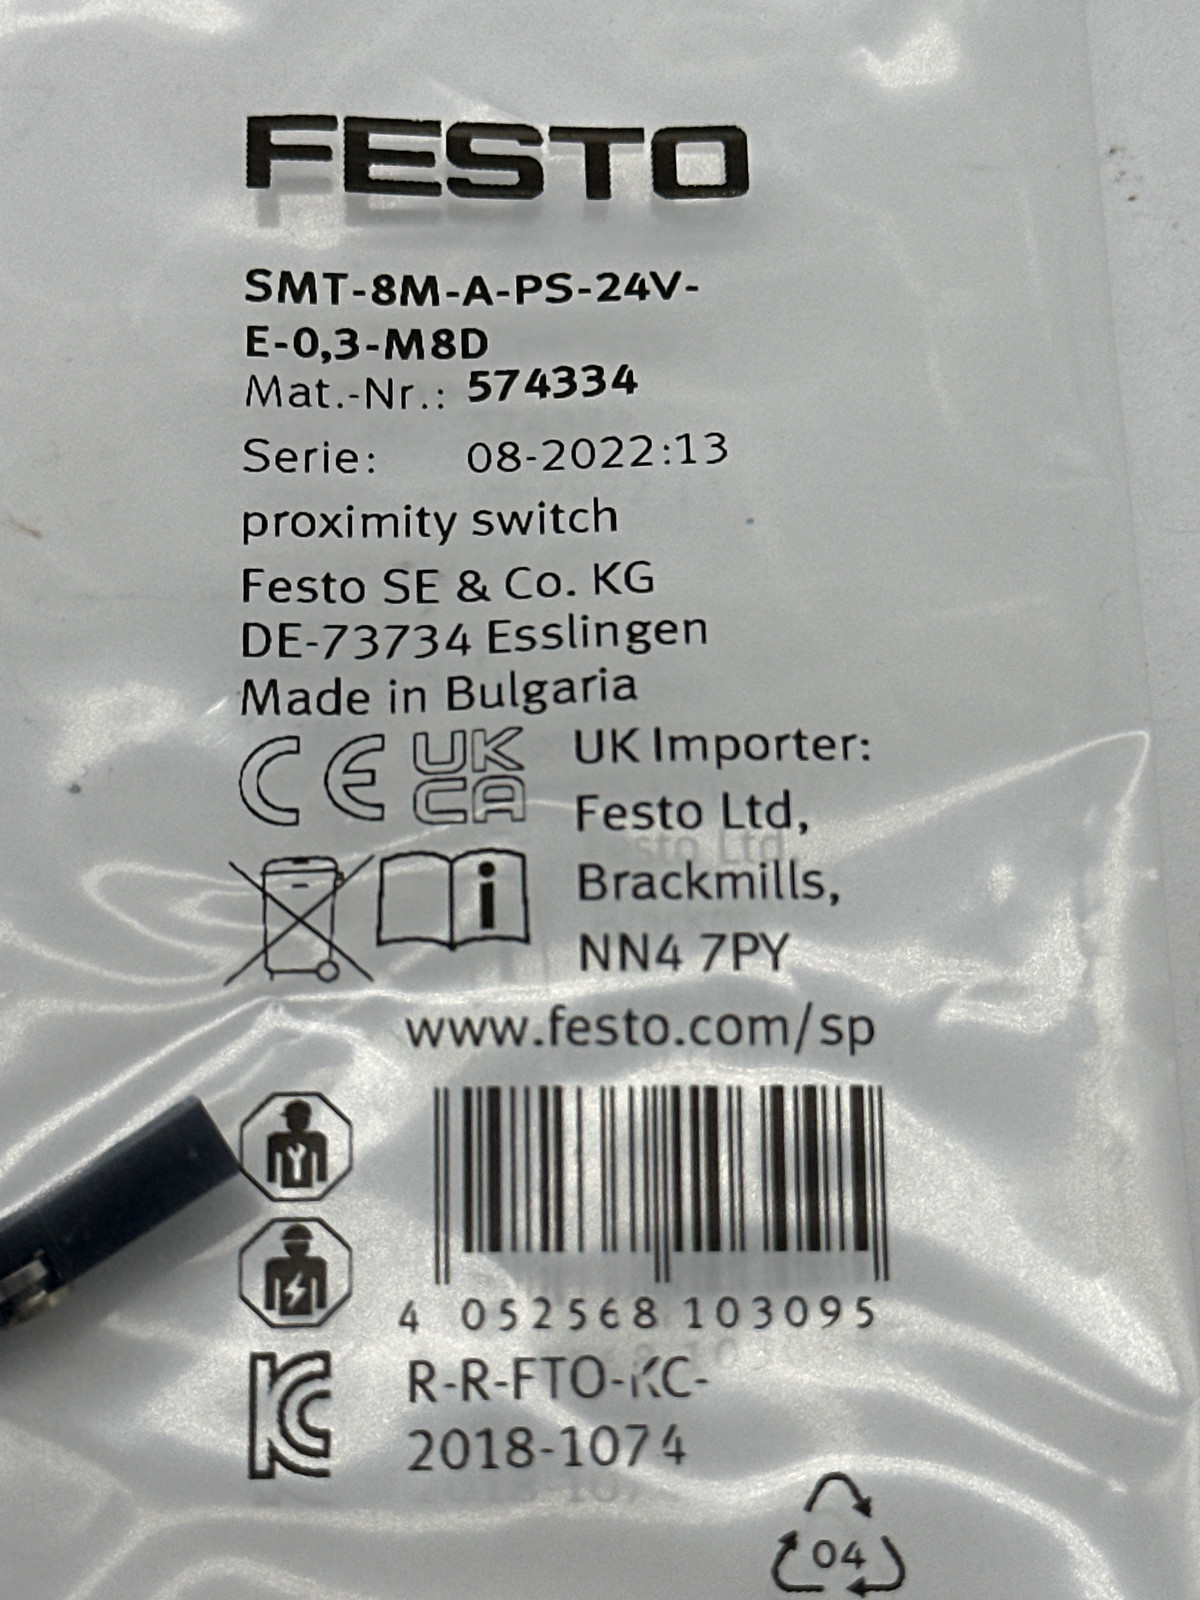 FESTO
SMT-8M-A-PS-24V-
E-0,3-M8D
Mat.-Nr.: 574334
Serie: 08-2022:13
proximity switch
Festo SE & Co. KG
DE-73734 Esslingen
Made in Bulgaria
CE UK CA
UK Importer:
Festo Ltd,
Brackmills,
NN4 7PY
www.festo.com/sp
4 052568 103095
R-R-FTO-KC-
2018-1074
04